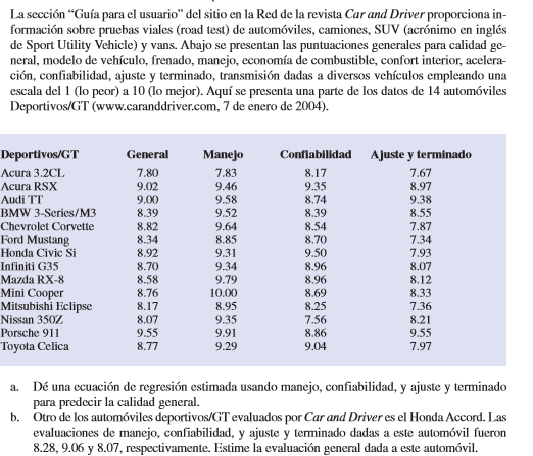 La sección “Guía para el usuario” del sitio en la Red de la revista Car and Driver proporciona in-
formación sobre pruebas viales (road test) de automóviles, camiones, SUV (acrónimo en inglés
de Sport Utility Vehicle) y vans. Abajo se presentan las puntuaciones generales para calidad ge-
neral, modelo de vehículo, frenado, manejo, economía de combustible, confort interior, acelera-
ción, confiabilidad, ajuste y terminado, transmisión dadas a diversos vehículos empleando una
escala del 1 (lo peor) a 10 (lo mejor). Aquí se presenta una parte de los datos de 14 automóviles
Deportivos/GT (www.caranddriver.com, 7 de enero de 2004).
Deportivos/GT General Manejo Confiabilidad Ajuste y terminado
Acura 3.2CL 7.80 7.83 8.17 7.67
Acura RSX 9.02 9.46 9.35 8.97
Audi TT 9.00 9.58 8.74 9.38
BMW 3-Series/M3 8.39 9.52 8.39 8.55
Chevrolet Corvette 8.82 9.64 8.54 7.87
Ford Mustang 8.34 8.85 8.70 7.34
Honda Civic Si 8.92 9.31 9.50 7.93
Infiniti G35 8.70 9.34 8.96 8.07
Mazda RX-8 8.58 9.79 8.96 8.12
Mini Cooper 8.76 10.00 8.69 8.33
Mitsubishi Eclipse 8.17 8.95 8.25 7.36
Nissan 350Z 8.07 9.35 7.56 8.21
Porsche 911 9.55 9.91 8.86 9.55
Toyota Celica 8.77 9.29 9.04 7.97
a. Dé una ecuación de regresión estimada usando manejo, confiabilidad, y ajuste y terminado
para predecir la calidad general.
b. Otro de los automóviles deportivos/GT evaluados por Car and Driver es el Honda Accord. Las
evaluaciones de manejo, confiabilidad, y ajuste y terminado dadas a este automóvil fueron
8.28, 9.06 y 8.07, respectivamente. Estime la evaluación general dada a este automóvil.